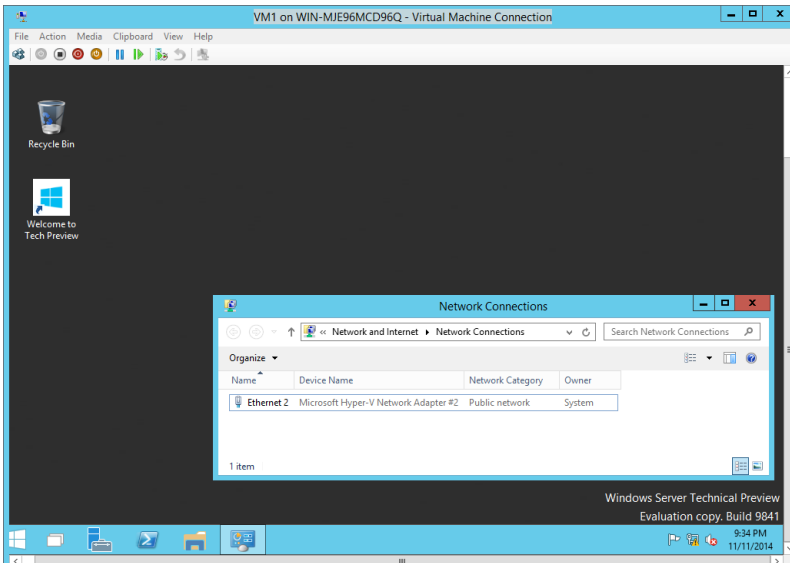 VM1 on WIN-MJE96MCD96Q - Virtual Machine Connection
File Action Media Clipboard View Help
Recycle Bin
Welcome to
Tech Preview
Network Connections
« Network and Internet Network Connections
Search Network Connections
Organize
Name Device Name Network Category Owner
Ethernet 2 Microsoft Hyper-V Network Adapter #2 Public network System
1 item
Windows Server Technical Preview
Evaluation copy. Build 9841
9:34 PM
11/11/2014